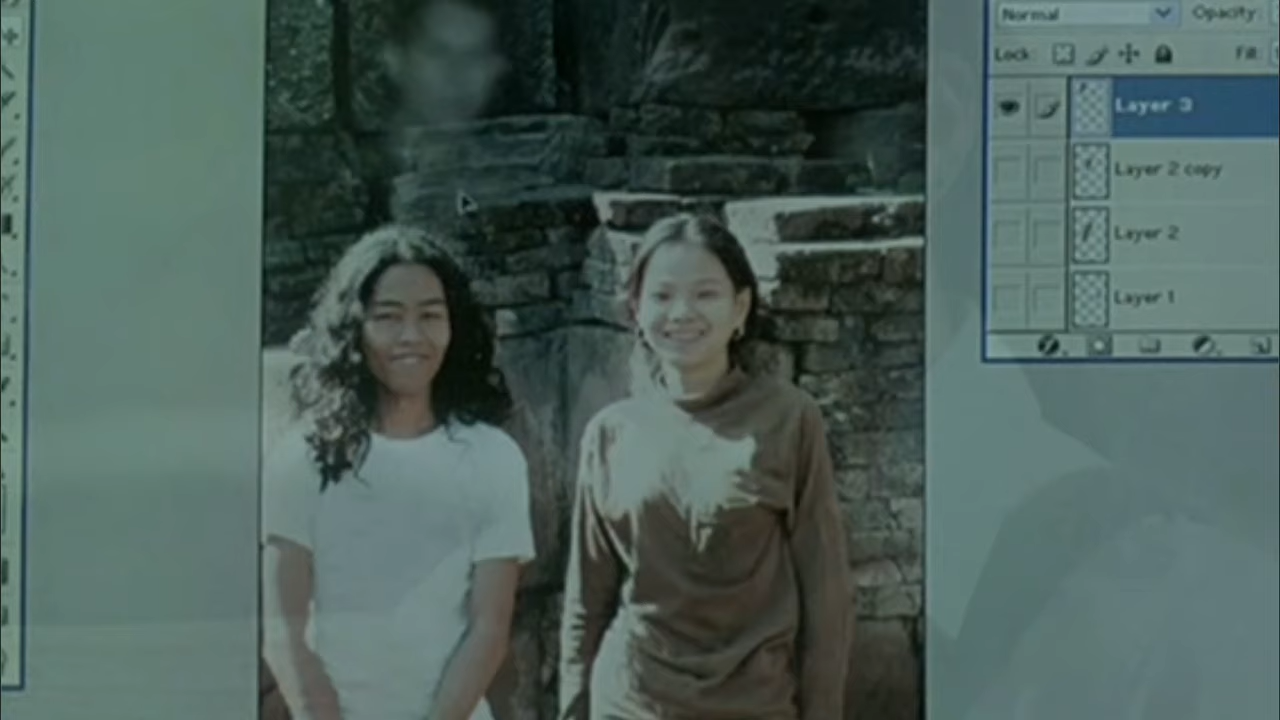 Normal
Opacity:
Lock:
Fill:
Layer 3
Layer 2 copy
Layer 2
Layer 1